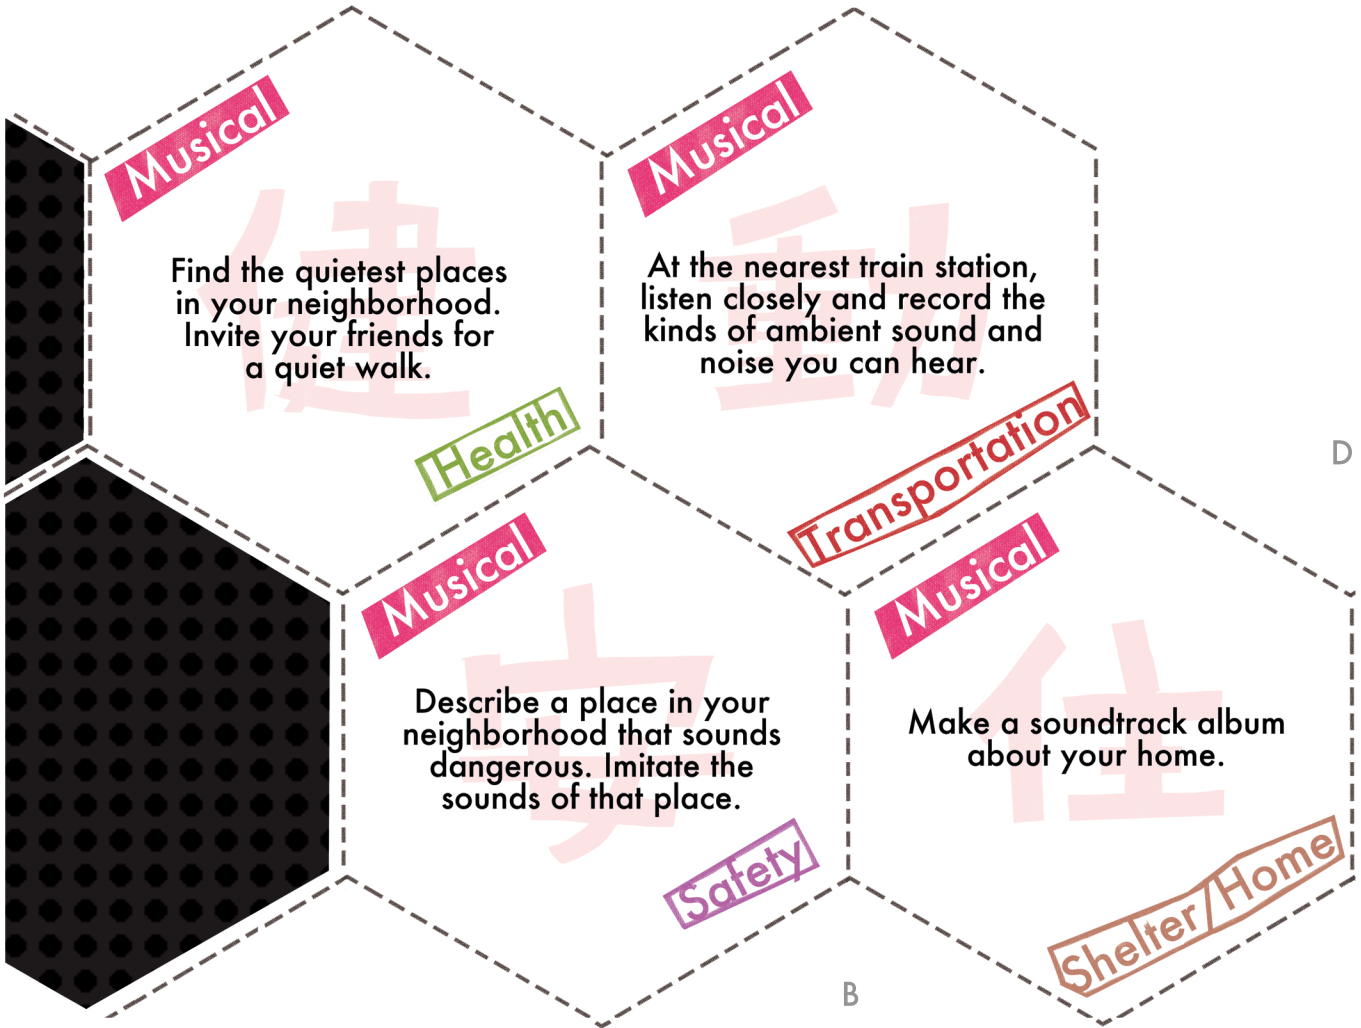 Musical
健
Find the quietest places
in your neighborhood.
Invite your friends for
a quiet walk.
Health
Musical
動
At the nearest train station,
listen closely and record the
kinds of ambient sound and
noise you can hear.
Transportation
D
Musical
安
Describe a place in your
neighborhood that sounds
dangerous. Imitate the
sounds of that place.
Safety
Musical
住
Make a soundtrack album
about your home.
Shelter/Home
B